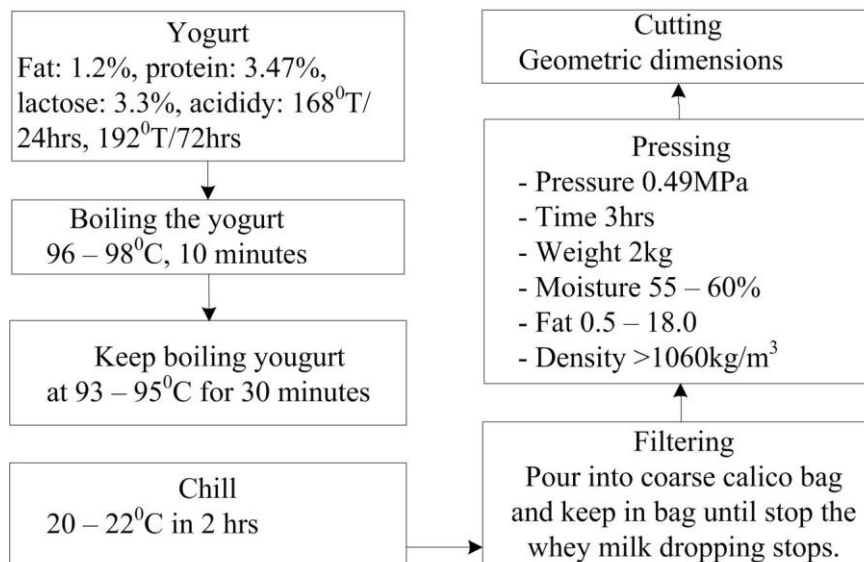 Yogurt
Fat: 1.2%, protein: 3.47%,
lactose: 3.3%, acididy: 168⁰T/
24hrs, 192⁰T/72hrs
Boiling the yogurt
96 – 98⁰C, 10 minutes
Keep boiling yougurt
at 93 – 95⁰C for 30 minutes
Chill
20 – 22⁰C in 2 hrs
Filtering
Pour into coarse calico bag
and keep in bag until stop the
whey milk dropping stops.
Pressing
- Pressure 0.49MPa
- Time 3hrs
- Weight 2kg
- Moisture 55 – 60%
- Fat 0.5 – 18.0
- Density >1060kg/m³
Cutting
Geometric dimensions